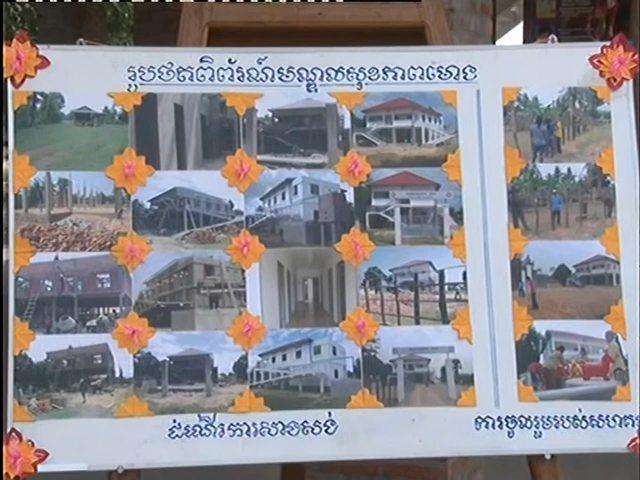 រូបថតពិព័រណ៍មណ្ឌលសុខភាពមោង
ដំណើរការសាងសង់
ការចូលរួមរបស់សហគ